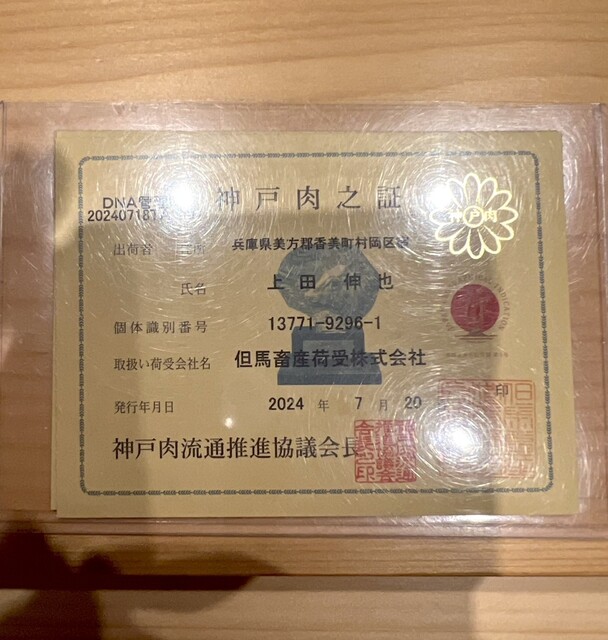 神戸肉之証
DNA管理
20240718
神戸肉
出荷者
兵庫県美方郡香美町村岡区
氏名
上田伸也
個体識別番号
13771-9296-1
取扱い荷受会社名
但馬畜産荷受株式会社
発行年月日
2024 年 7 月 20
神戸肉流通推進協議会長
印